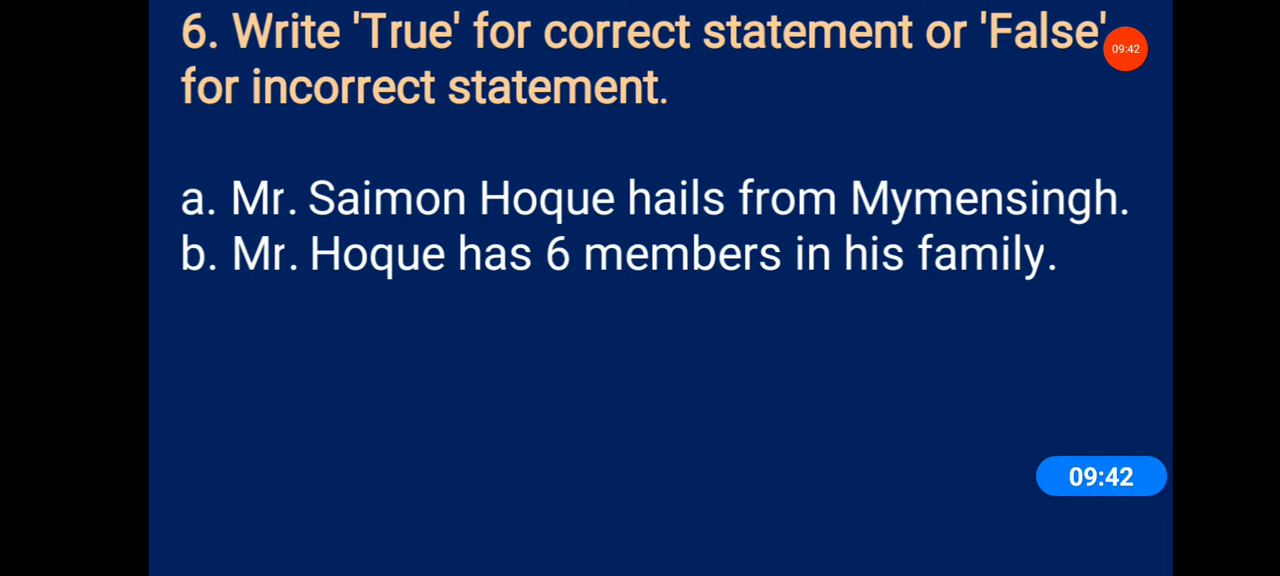 6. Write 'True' for correct statement or 'False'
09:42
for incorrect statement.
a. Mr. Saimon Hoque hails from Mymensingh.
b. Mr. Hoque has 6 members in his family.
09:42